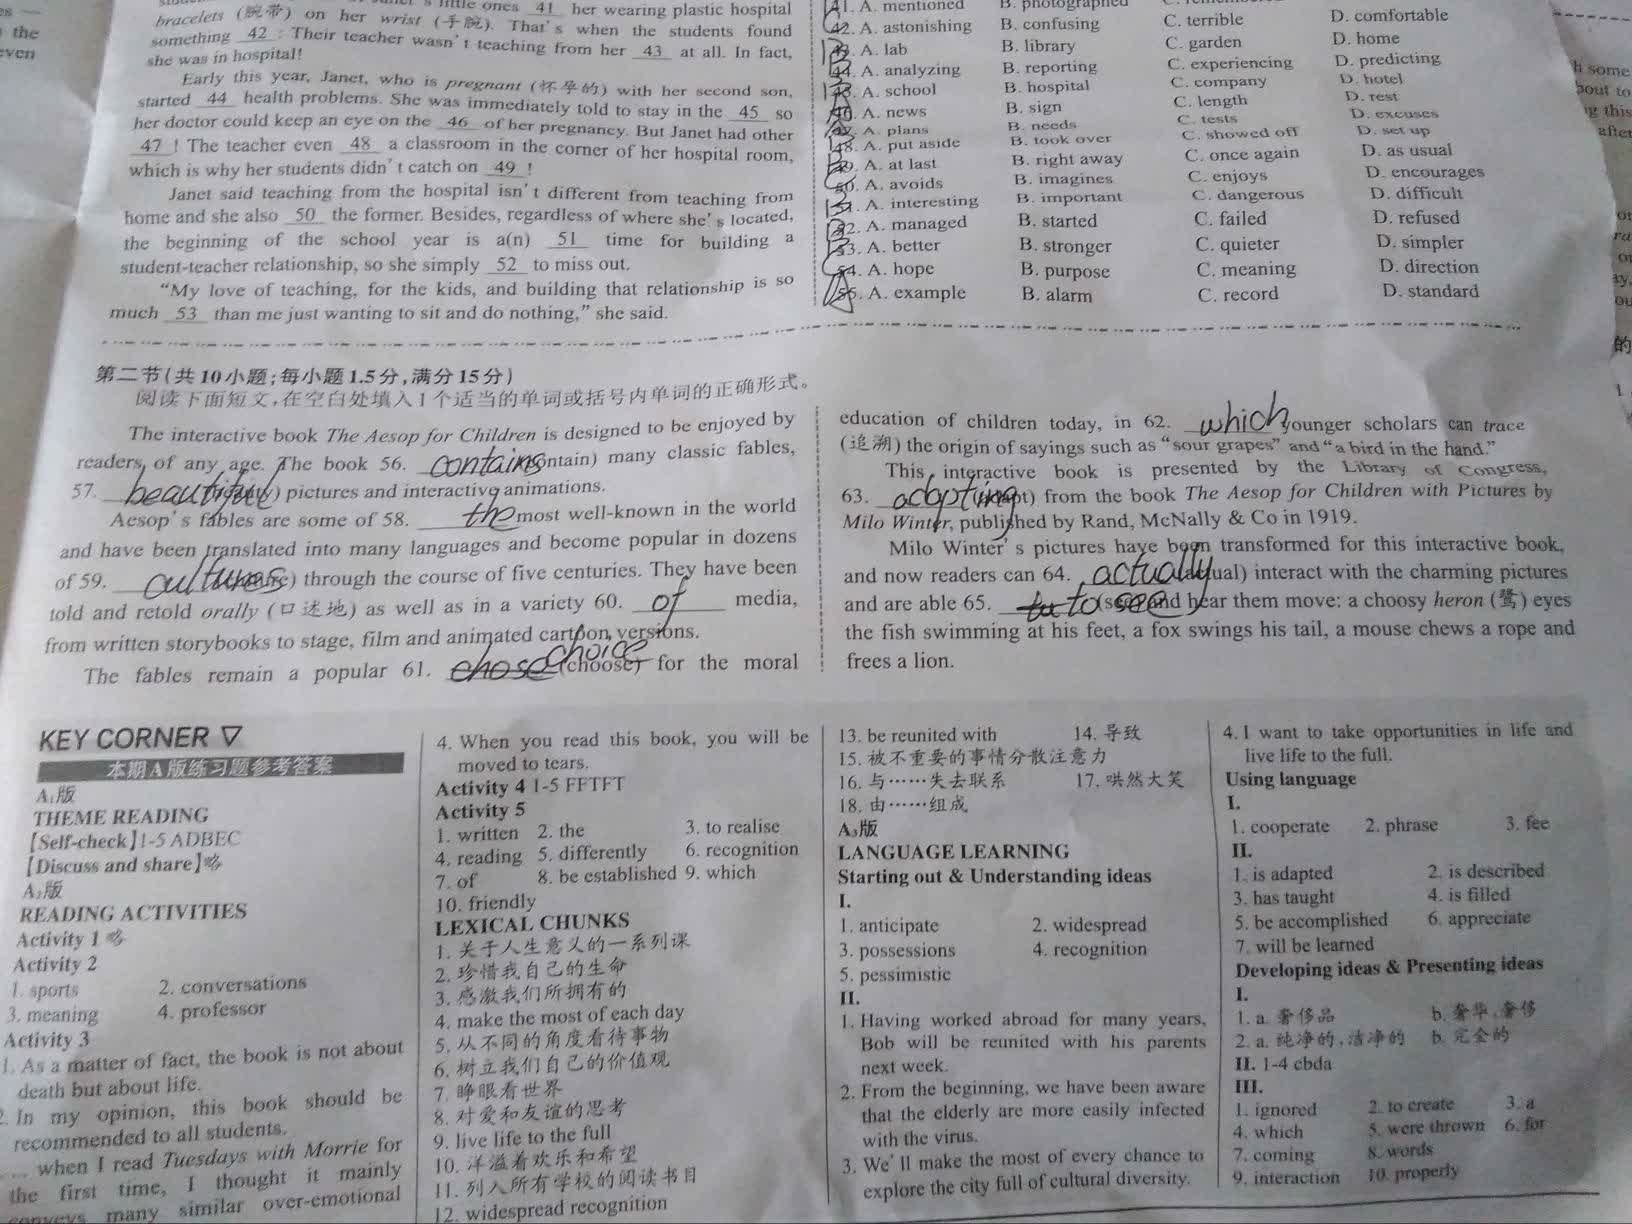 little ones 41 her wearing plastic hospital
bracelets (腕带) on her wrist (手腕). That's when the students found
something 42 : Their teacher wasn't teaching from her 43 at all. In fact,
she was in hospital!
Early this year, Janet, who is pregnant (怀孕的) with her second son,
started 44 health problems. She was immediately told to stay in the 45 so
her doctor could keep an eye on the 46 of her pregnancy. But Janet had other
47 ! The teacher even 48 a classroom in the corner of her hospital room,
which is why her students didn't catch on 49 !
Janet said teaching from the hospital isn't different from teaching from
home and she also 50 the former. Besides, regardless of where she's located,
the beginning of the school year is a(n) 51 time for building a
student-teacher relationship, so she simply 52 to miss out.
"My love of teaching, for the kids, and building that relationship is so
much 53 than me just wanting to sit and do nothing," she said.
41. A. mentioned B. photographed
42. A. astonishing B. confusing C. terrible D. comfortable
43. A. lab B. library C. garden D. home
44. A. analyzing B. reporting C. experiencing D. predicting
45. A. school B. hospital C. company D. hotel
46. A. news B. sign C. length D. rest
47. A. plans B. needs C. tests D. excuses
48. A. put aside B. took over C. showed off D. set up
49. A. at last B. right away C. once again D. as usual
50. A. avoids B. imagines C. enjoys D. encourages
51. A. interesting B. important C. dangerous D. difficult
52. A. managed B. started C. failed D. refused
53. A. better B. stronger C. quieter D. simpler
54. A. hope B. purpose C. meaning D. direction
55. A. example B. alarm C. record D. standard
第二节(共10小题;每小题1.5分,满分15分)
阅读下面短文,在空白处填入1个适当的单词或括号内单词的正确形式。
The interactive book The Aesop for Children is designed to be enjoyed by
readers of any age. The book 56. contains (contain) many classic fables,
57. beautiful pictures and interactive animations.
Aesop's fables are some of 58. the most well-known in the world
and have been translated into many languages and become popular in dozens
of 59. cultures through the course of five centuries. They have been
told and retold orally (口述地) as well as in a variety 60. of media,
from written storybooks to stage, film and animated cartoon versions.
The fables remain a popular 61. chose choice (choose) for the moral
education of children today, in 62. which younger scholars can trace
(追溯) the origin of sayings such as "sour grapes" and "a bird in the hand."
This interactive book is presented by the Library of Congress,
63. adapting from the book The Aesop for Children with Pictures by
Milo Winter, published by Rand, McNally & Co in 1919.
Milo Winter's pictures have been transformed for this interactive book,
and now readers can 64. actually (actual) interact with the charming pictures
and are able 65. to see and hear them move: a choosy heron (鹭) eyes
the fish swimming at his feet, a fox swings his tail, a mouse chews a rope and
frees a lion.
KEY CORNER
本期A版练习题参考答案
A₁版
THEME READING
【Self-check】1-5 ADBEC
【Discuss and share】略
A₂版
READING ACTIVITIES
Activity 1 略
Activity 2
1. sports 2. conversations
3. meaning 4. professor
Activity 3
1. As a matter of fact, the book is not about
death but about life.
2. In my opinion, this book should be
recommended to all students.
when I read Tuesdays with Morrie for
the first time, I thought it mainly
conveys many similar over-emotional
4. When you read this book, you will be
moved to tears.
Activity 4 1-5 FFTFT
Activity 5
1. written 2. the 3. to realise
4. reading 5. differently 6. recognition
7. of 8. be established 9. which
10. friendly
LEXICAL CHUNKS
1. 关于人生意义的一系列课
2. 珍惜我自己的生命
3. 感激我们所拥有的
4. make the most of each day
5. 从不同的角度看待事物
6. 树立我们自己的价值观
7. 睁眼看世界
8. 对爱和友谊的思考
9. live life to the full
10. 洋溢着欢乐和希望
11. 列入所有学校的阅读书目
12. widespread recognition
13. be reunited with 14. 导致
15. 被不重要的事情分散注意力
16. 与……失去联系 17. 哄然大笑
18. 由……组成
A₃版
LANGUAGE LEARNING
Starting out & Understanding ideas
I.
1. anticipate 2. widespread
3. possessions 4. recognition
5. pessimistic
II.
1. Having worked abroad for many years,
Bob will be reunited with his parents
next week.
2. From the beginning, we have been aware
that the elderly are more easily infected
with the virus.
3. We'll make the most of every chance to
explore the city full of cultural diversity.
4. I want to take opportunities in life and
live life to the full.
Using language
I.
1. cooperate 2. phrase 3. fee
II.
1. is adapted 2. is described
3. has taught 4. is filled
5. be accomplished 6. appreciate
7. will be learned
Developing ideas & Presenting ideas
I.
1. a. 奢侈品 b. 奢华,奢侈
2. a. 纯净的,洁净的 b. 完全的
II. 1-4 cbda
III.
1. ignored 2. to create 3. a
4. which 5. were thrown 6. for
7. coming 8. words
9. interaction 10. properly